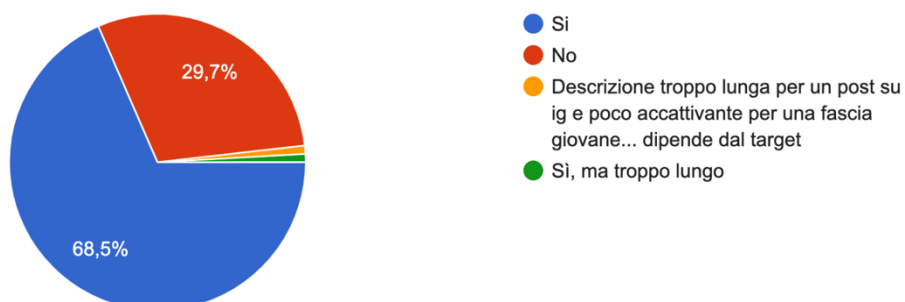 29,7%
68,5%
Si
No
Descrizione troppo lunga per un post su
ig e poco accattivante per una fascia
giovane... dipende dal target
Sì, ma troppo lungo